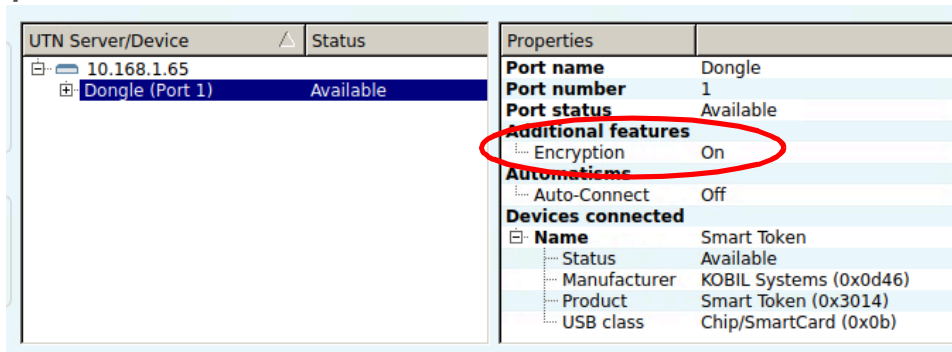 UTN Server/Device Status
10.168.1.65
Dongle (Port 1) Available
Properties
Port name Dongle
Port number 1
Port status Available
Additional features
Encryption On
Automatisms
Auto-Connect Off
Devices connected
Name Smart Token
Status Available
Manufacturer KOBIL Systems (0x0d46)
Product Smart Token (0x3014)
USB class Chip/SmartCard (0x0b)